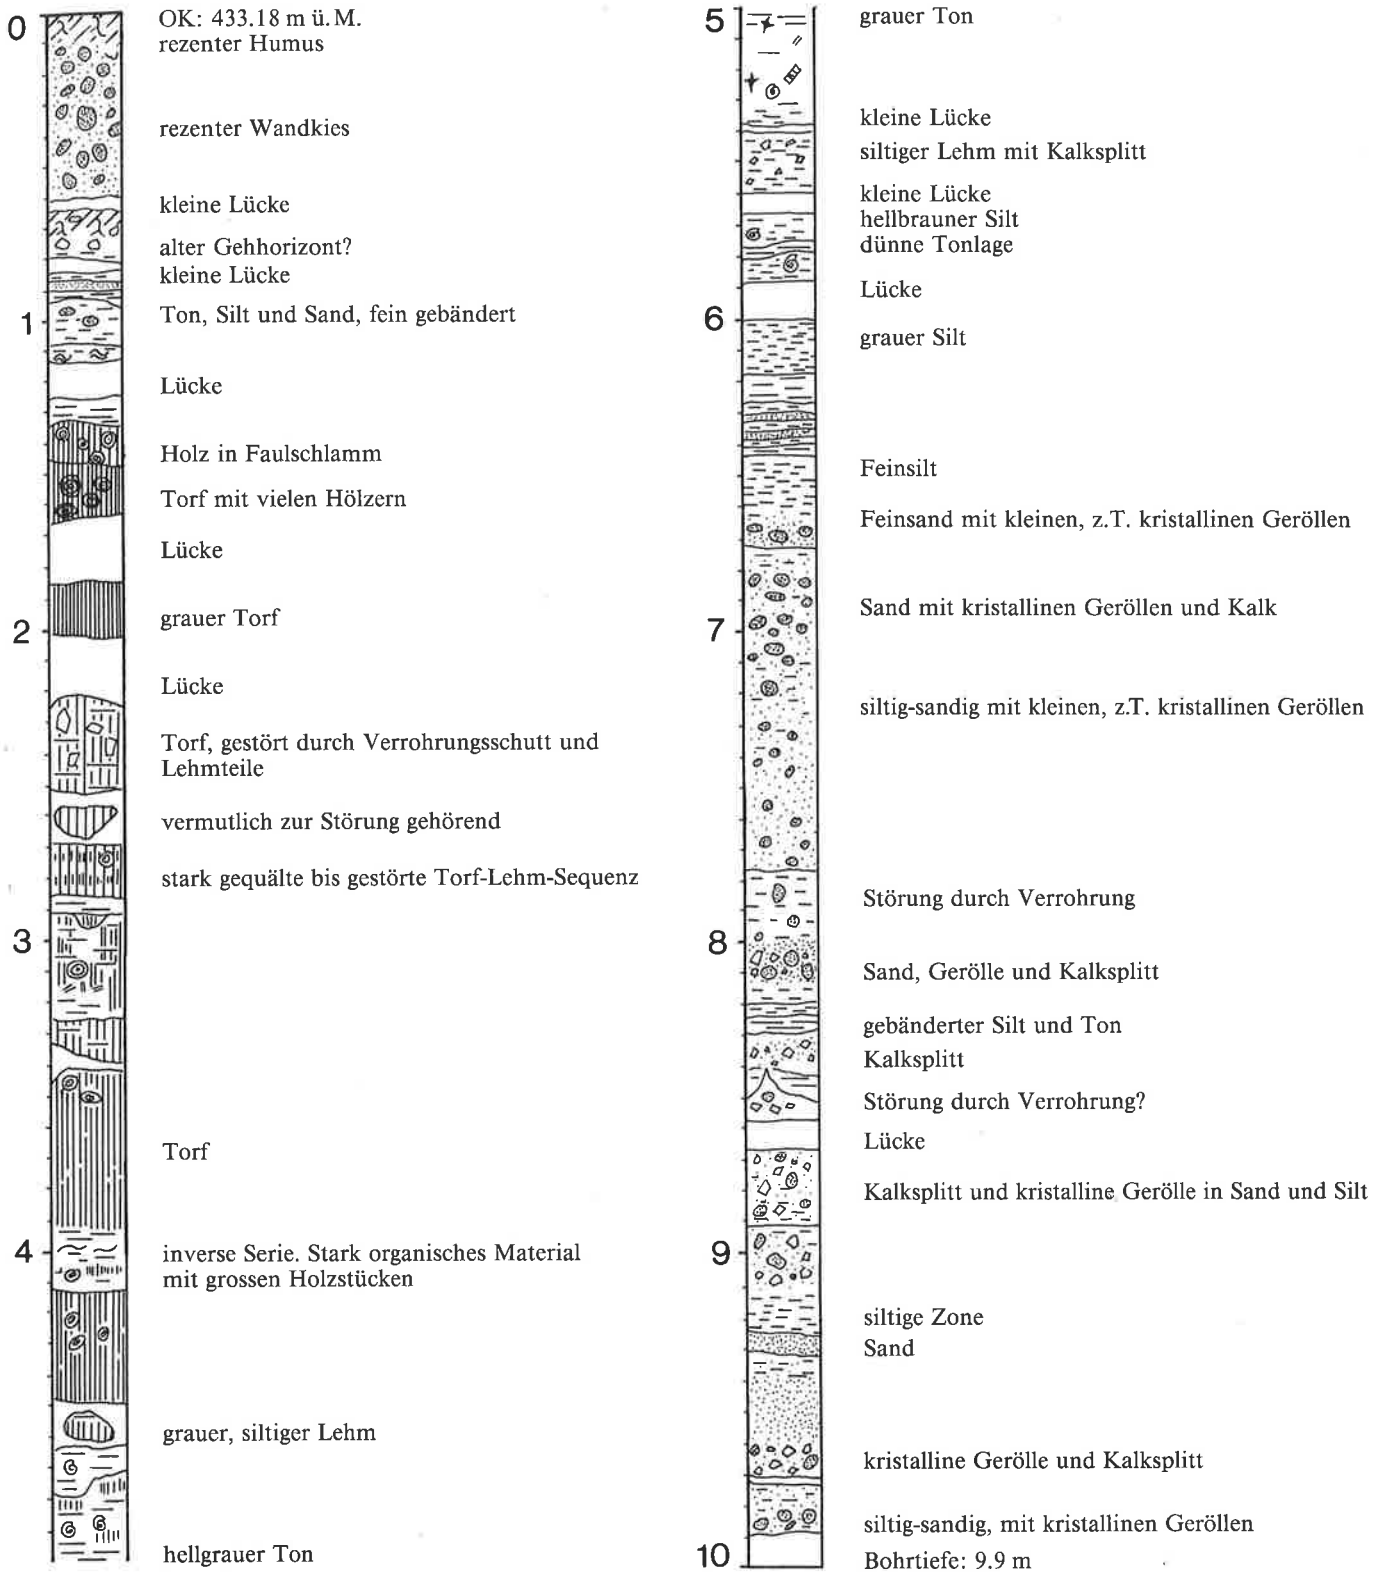 0
OK: 433.18 m ü.M.
rezenter Humus
rezenter Wandkies
kleine Lücke
alter Gehhorizont?
kleine Lücke
1
Ton, Silt und Sand, fein gebändert
Lücke
Holz in Faulschlamm
Torf mit vielen Hölzern
Lücke
grauer Torf
2
Lücke
Torf, gestört durch Verrohrungsschutt und
Lehmteile
vermutlich zur Störung gehörend
stark gequälte bis gestörte Torf-Lehm-Sequenz
3
Torf
4
inverse Serie. Stark organisches Material
mit grossen Holzstücken
grauer, siltiger Lehm
hellgrauer Ton
5
grauer Ton
kleine Lücke
siltiger Lehm mit Kalksplitt
kleine Lücke
hellbrauner Silt
dünne Tonlage
Lücke
6
grauer Silt
Feinsilt
Feinsand mit kleinen, z.T. kristallinen Geröllen
Sand mit kristallinen Geröllen und Kalk
7
siltig-sandig mit kleinen, z.T. kristallinen Geröllen
Störung durch Verrohrung
8
Sand, Gerölle und Kalksplitt
gebänderter Silt und Ton
Kalksplitt
Störung durch Verrohrung?
Lücke
Kalksplitt und kristalline Gerölle in Sand und Silt
9
siltige Zone
Sand
kristalline Gerölle und Kalksplitt
siltig-sandig, mit kristallinen Geröllen
10
Bohrtiefe: 9.9 m